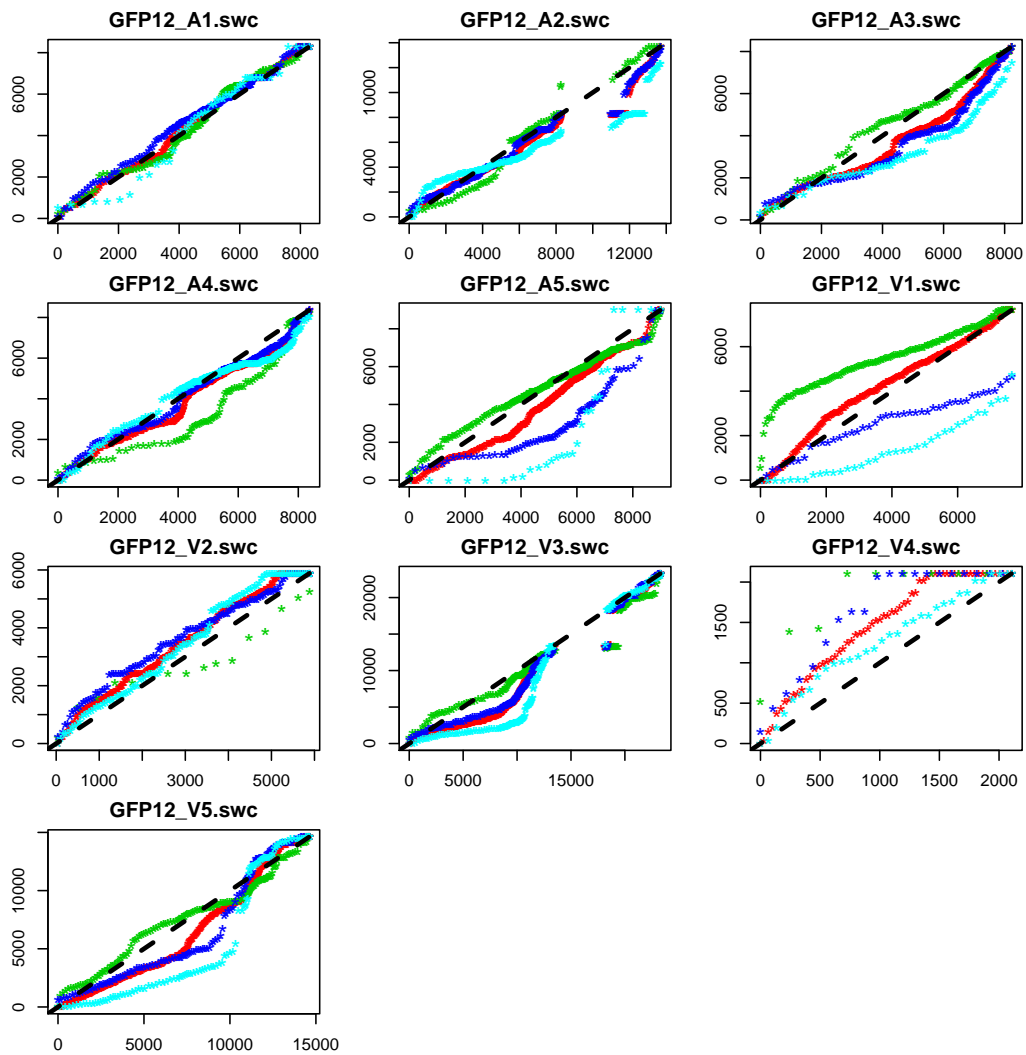 GFP12_A1.swc GFP12_A2.swc GFP12_A3.swc
0 2000 6000
0 2000 4000 6000 8000
0 4000 10000
0 4000 8000 12000
0 2000 6000
0 2000 4000 6000 8000
GFP12_A4.swc GFP12_A5.swc GFP12_V1.swc
0 2000 6000
0 2000 4000 6000 8000
0 2000 6000
0 2000 4000 6000 8000
0 2000 6000
0 2000 4000 6000
GFP12_V2.swc GFP12_V3.swc GFP12_V4.swc
0 2000 4000 6000
0 1000 3000 5000
0 5000 10000 20000
0 5000 15000
0 500 1500
0 500 1000 1500 2000
GFP12_V5.swc
0 5000 10000
0 5000 10000 15000